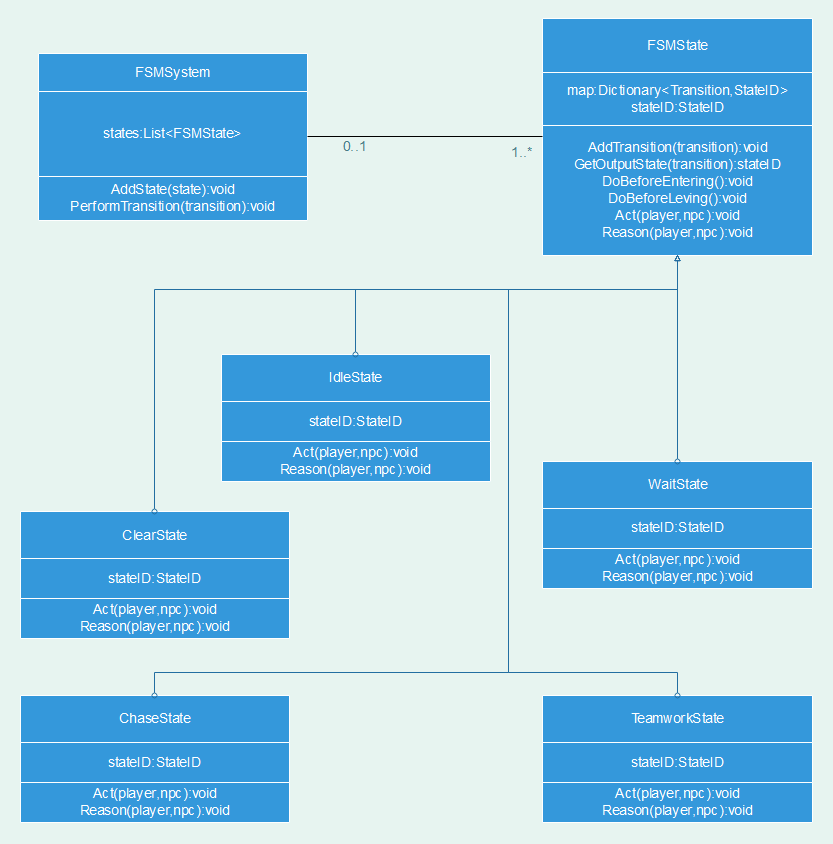 FSMSystem
states:List<FSMState>
AddState(state):void
PerformTransition(transition):void
0..1
1..*
FSMState
map:Dictionary<Transition,StateID>
stateID:StateID
AddTransition(transition):void
GetOutputState(transition):stateID
DoBeforeEntering():void
DoBeforeLeving():void
Act(player,npc):void
Reason(player,npc):void
IdleState
stateID:StateID
Act(player,npc):void
Reason(player,npc):void
WaitState
stateID:StateID
Act(player,npc):void
Reason(player,npc):void
ClearState
stateID:StateID
Act(player,npc):void
Reason(player,npc):void
ChaseState
stateID:StateID
Act(player,npc):void
Reason(player,npc):void
TeamworkState
stateID:StateID
Act(player,npc):void
Reason(player,npc):void